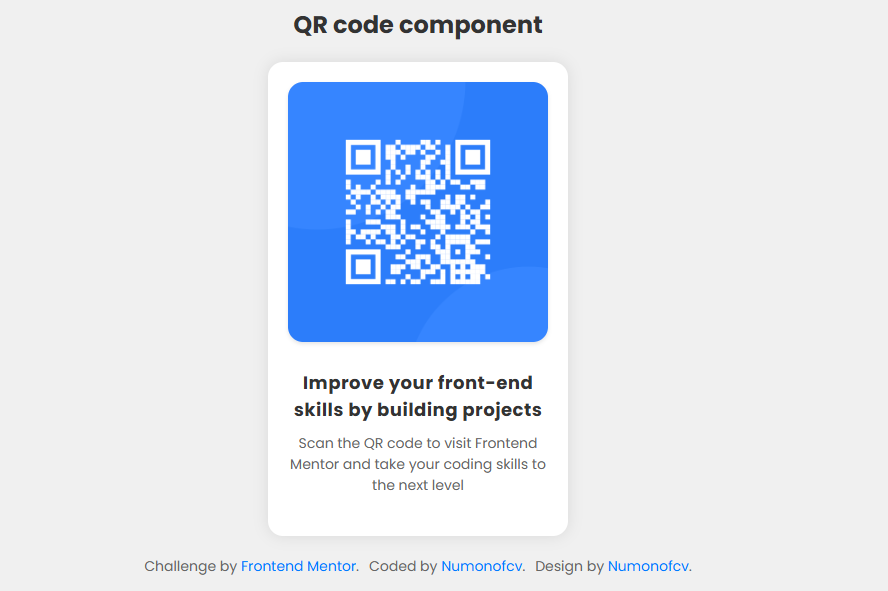 QR code component
Improve your front-end
skills by building projects
Scan the QR code to visit Frontend
Mentor and take your coding skills to
the next level
Challenge by Frontend Mentor. Coded by Numonofcv. Design by Numonofcv.